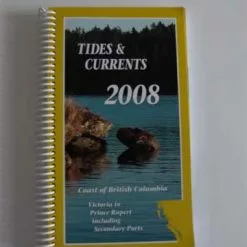 TIDES &
CURRENTS
2008
Coast of British Columbia
Victoria to
Prince Rupert
including
Secondary Ports